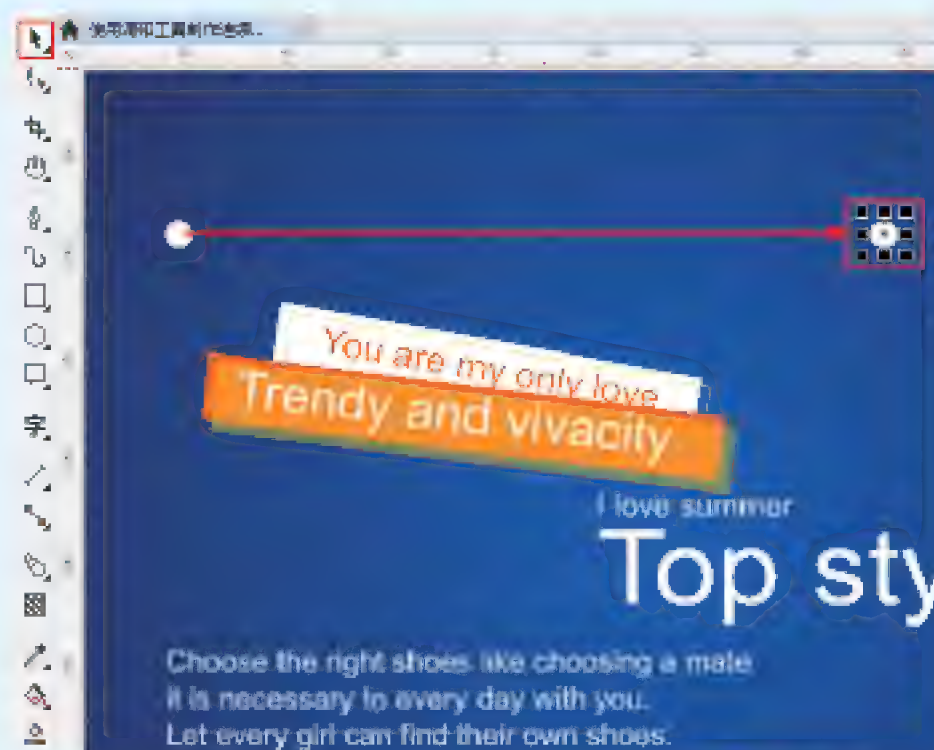 You are my only love
Trendy and vivacity
I love summer
Top sty
Choose the right shoes like choosing a mate
It is necessary to every day with you.
Let every girl can find their own shoes.
字